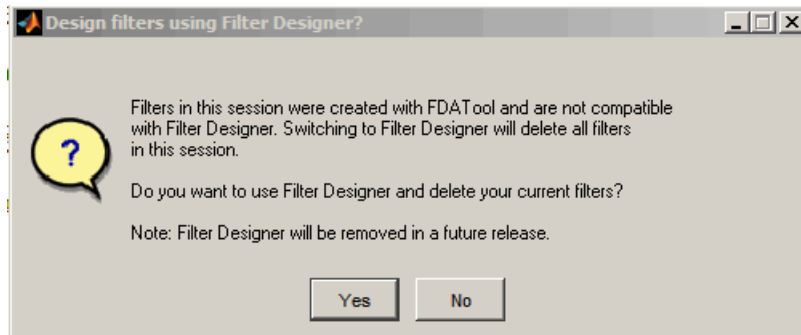 Design filters using Filter Designer?
Filters in this session were created with FDATool and are not compatible
with Filter Designer. Switching to Filter Designer will delete all filters
in this session.
?
Do you want to use Filter Designer and delete your current filters?
Note: Filter Designer will be removed in a future release.
Yes No